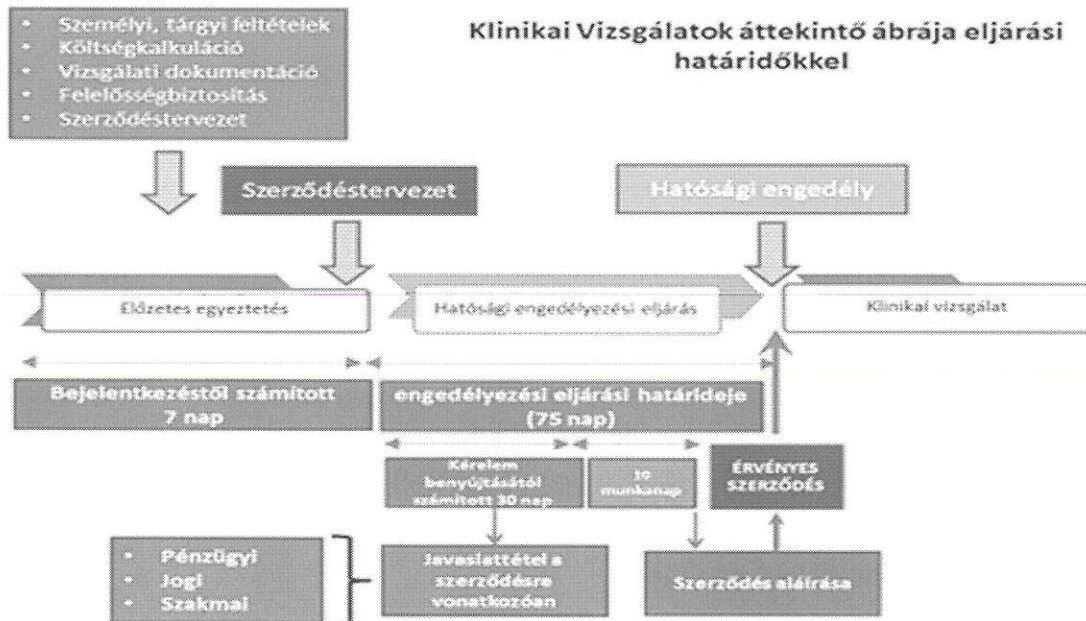 • Személyi, tárgyi feltételek
• Költségkalkuláció
• Vizsgálati dokumentáció
• Felelősségbiztosítás
• Szerződéstervezet
Klinikai Vizsgálatok áttekintő ábrája eljárási
határidőkkel
Szerződéstervezet
Hatósági engedély
Előzetes egyeztetés
Hatósági engedélyezési eljárás
Klinikai vizsgálat
Bejelentkezéstől számított
7 nap
engedélyezési eljárási határideje
(75 nap)
Kérelem
benyújtásától
számított 30 nap
10
munkanap
ÉRVÉNYES
SZERZŐDÉS
• Pénzügyi
• Jogi
• Szakmai
Javaslattétel a
szerződésre
vonatkozóan
Szerződés aláírása